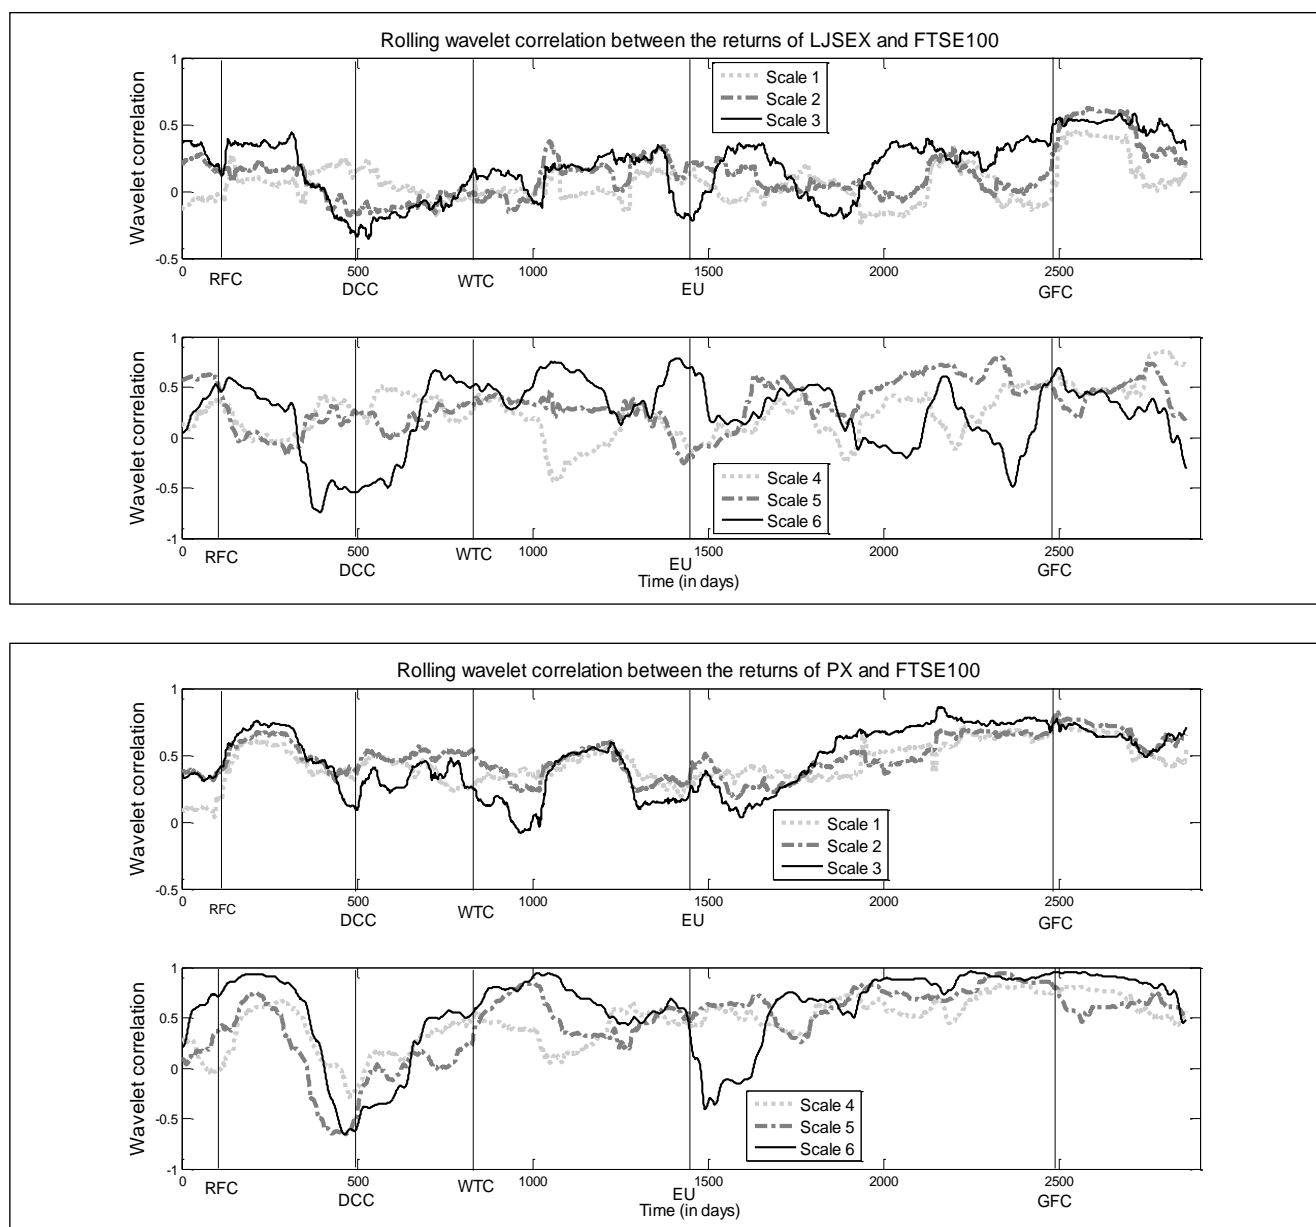 Rolling wavelet correlation between the returns of LJSEX and FTSE100
Wavelet correlation
1
0.5
0
-0.5
Scale 1
Scale 2
Scale 3
0 500 1000 1500 2000 2500
RFC DCC WTC EU GFC
Wavelet correlation
1
0.5
0
0.5
-1
Scale 4
Scale 5
Scale 6
0 500 1000 1500 2000 2500
RFC DCC WTC EU GFC
Time (in days)
Rolling wavelet correlation between the returns of PX and FTSE100
Wavelet correlation
1
0.5
0
-0.5
Scale 1
Scale 2
Scale 3
0 500 1000 1500 2000 2500
RFC DCC WTC EU GFC
Wavelet correlation
1
0.5
0
-0.5
-1
Scale 4
Scale 5
Scale 6
0 500 1000 1500 2000 2500
RFC DCC WTC EU GFC
Time (in days)